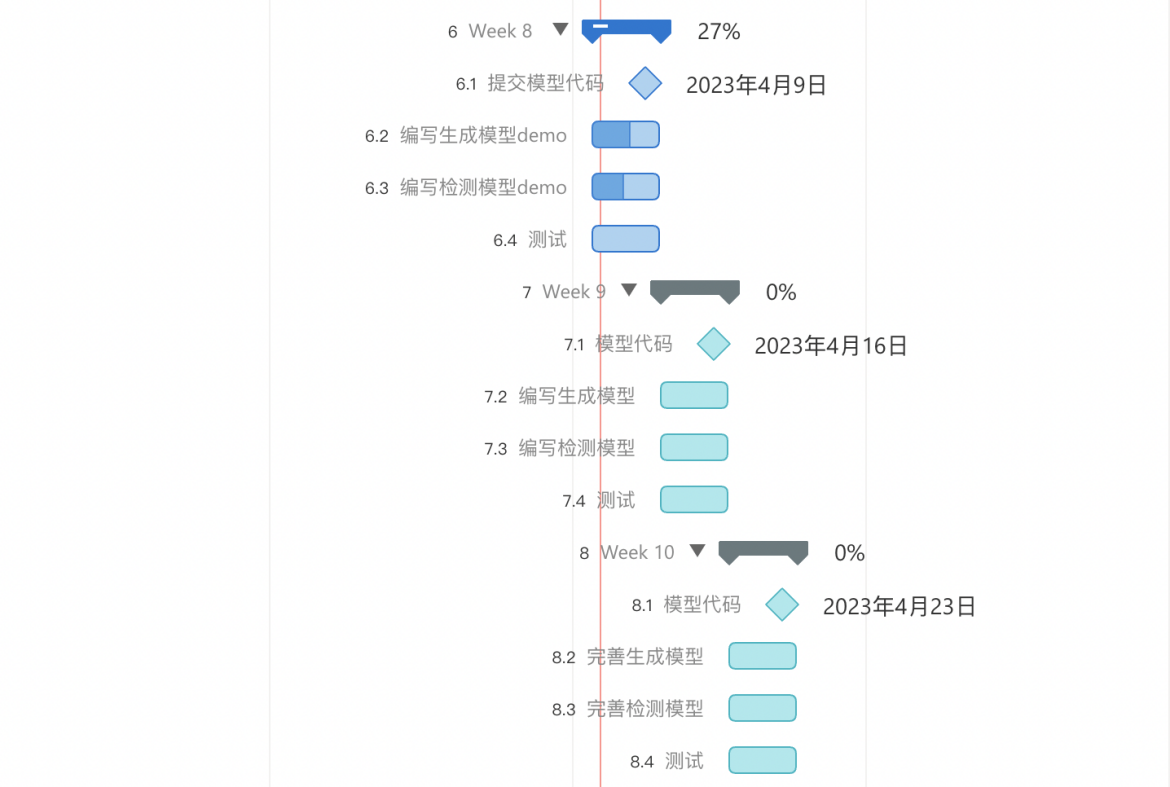 6 Week 8 27%
6.1 提交模型代码 2023年4月9日
6.2 编写生成模型demo
6.3 编写检测模型demo
6.4 测试
7 Week 9 0%
7.1 模型代码 2023年4月16日
7.2 编写生成模型
7.3 编写检测模型
7.4 测试
8 Week 10 0%
8.1 模型代码 2023年4月23日
8.2 完善生成模型
8.3 完善检测模型
8.4 测试